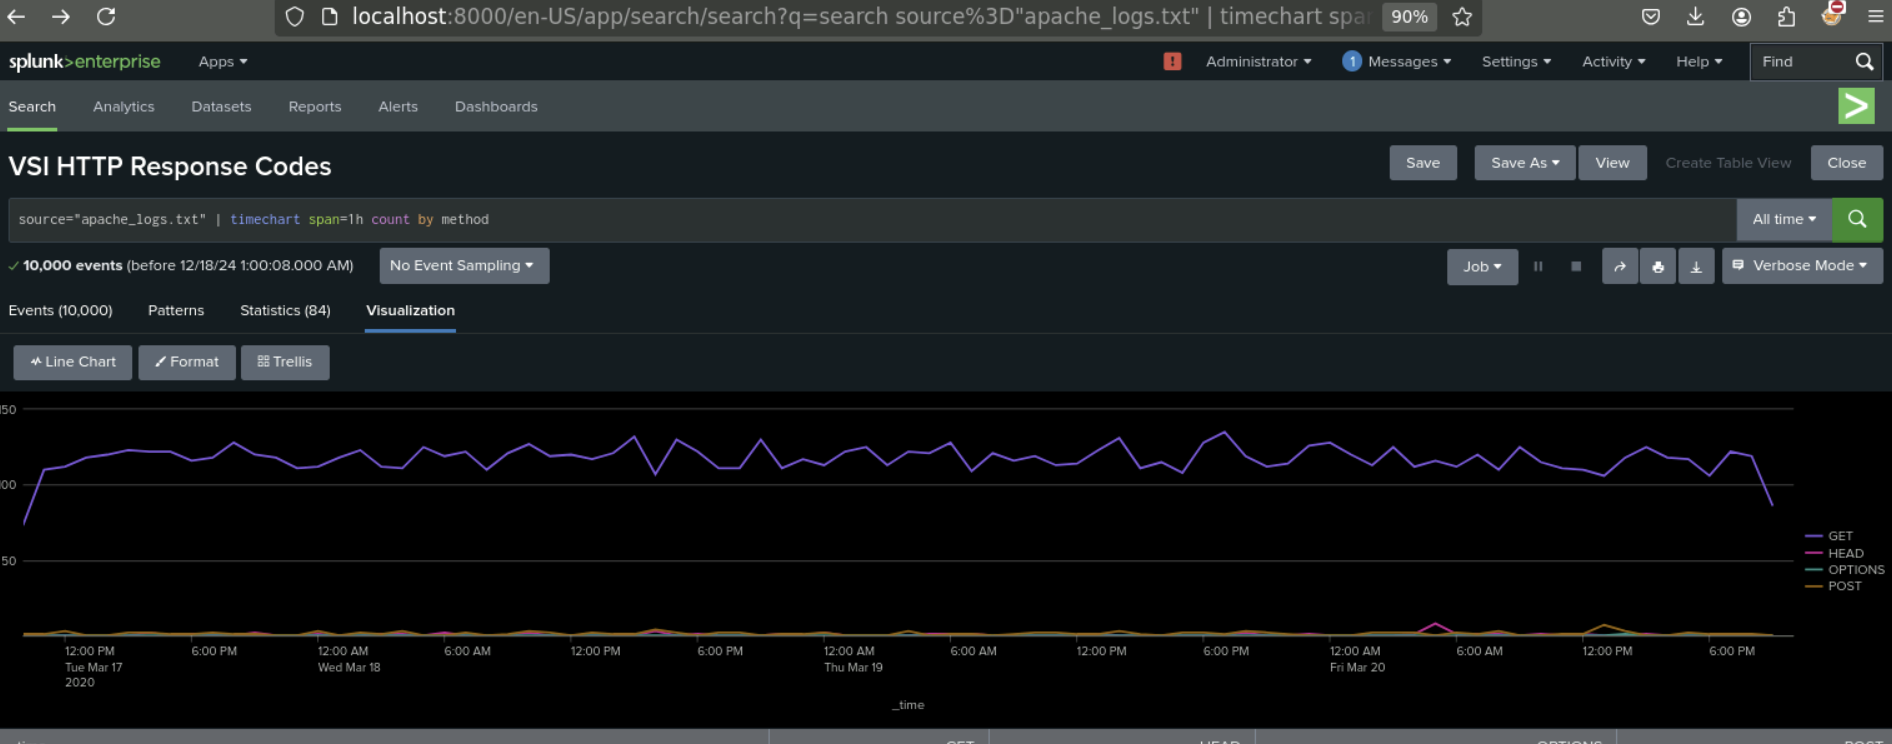 localhost:8000/en-US/app/search/search?q=search source%3D"apache_logs.txt" | timechart spa
90%
splunk>enterprise
Apps
Administrator
1 Messages
Settings
Activity
Help
Find
Search
Analytics
Datasets
Reports
Alerts
Dashboards
>
VSI HTTP Response Codes
Save
Save As
View
Create Table View
Close
source="apache_logs.txt" | timechart span=1h count by method
All time
10,000 events (before 12/18/24 1:00:08.000 AM)
No Event Sampling
Job
Verbose Mode
Events (10,000)
Patterns
Statistics (84)
Visualization
Line Chart
Format
Trellis
150
100
50
GET
HEAD
OPTIONS
POST
12:00 PM
Tue Mar 17
2020
6:00 PM
12:00 AM
Wed Mar 18
6:00 AM
12:00 PM
6:00 PM
12:00 AM
Thu Mar 19
6:00 AM
12:00 PM
6:00 PM
12:00 AM
Fri Mar 20
6:00 AM
12:00 PM
6:00 PM
_time
GET
HEAD
OPTIONS
POST